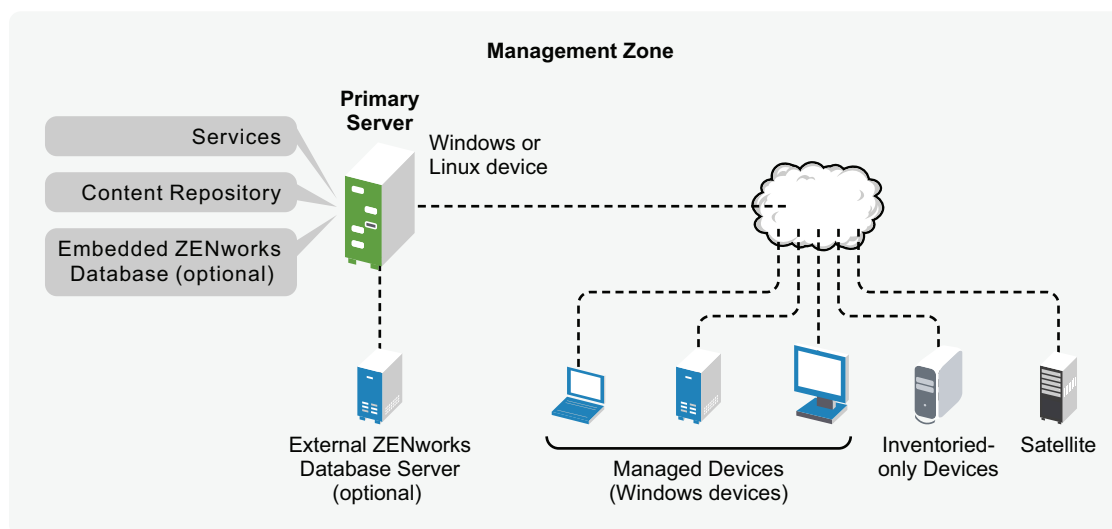 Management Zone
Primary
Server
Services
Content Repository
Embedded ZENworks
Database (optional)
Windows or
Linux device
External ZENworks
Database Server
(optional)
Managed Devices
(Windows devices)
Inventoried-
only Devices
Satellite